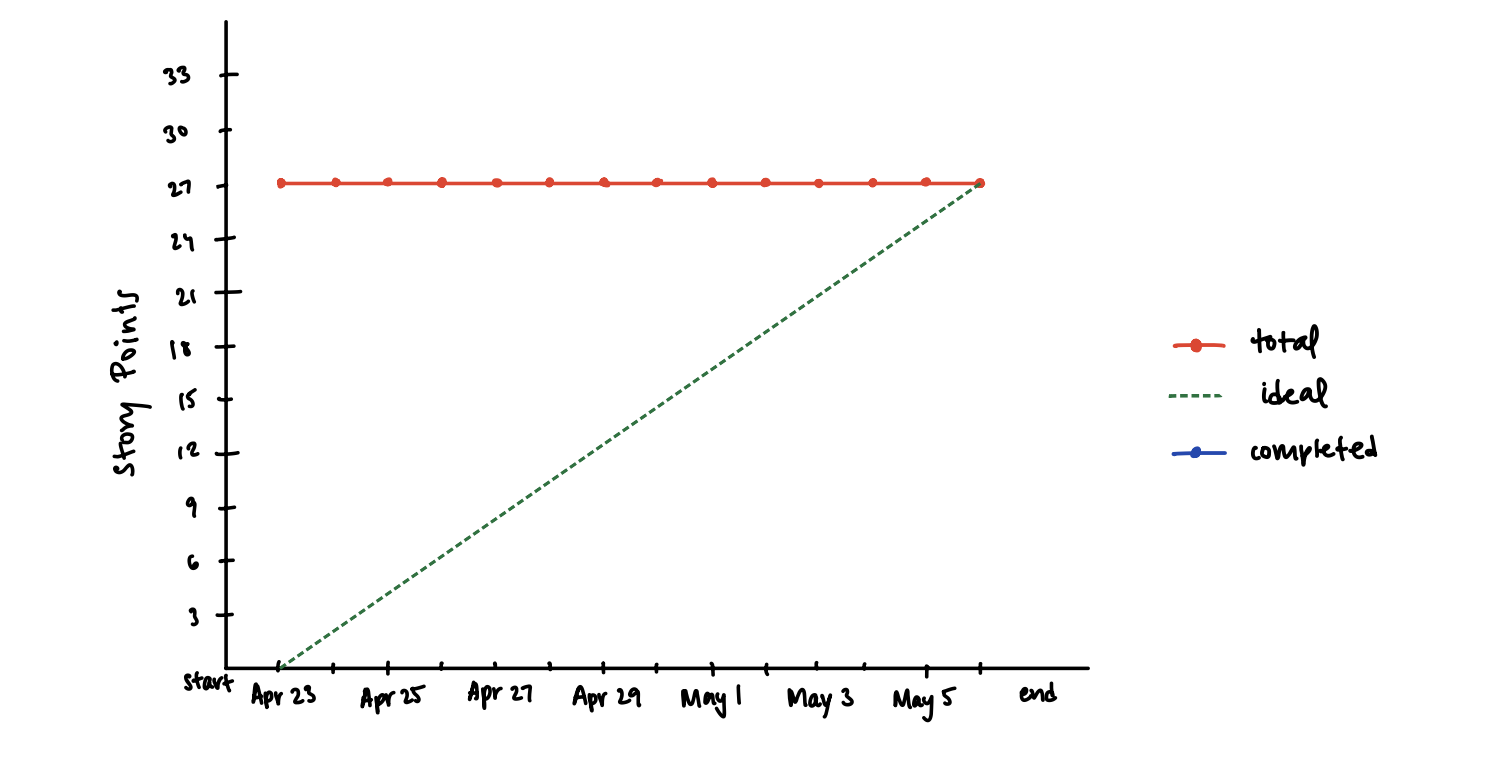 33
30
27
24
21
18
15
12
9
6
3
Story Points
start
Apr 23
Apr 25
Apr 27
Apr 29
May 1
May 3
May 5
end
total
ideal
completed